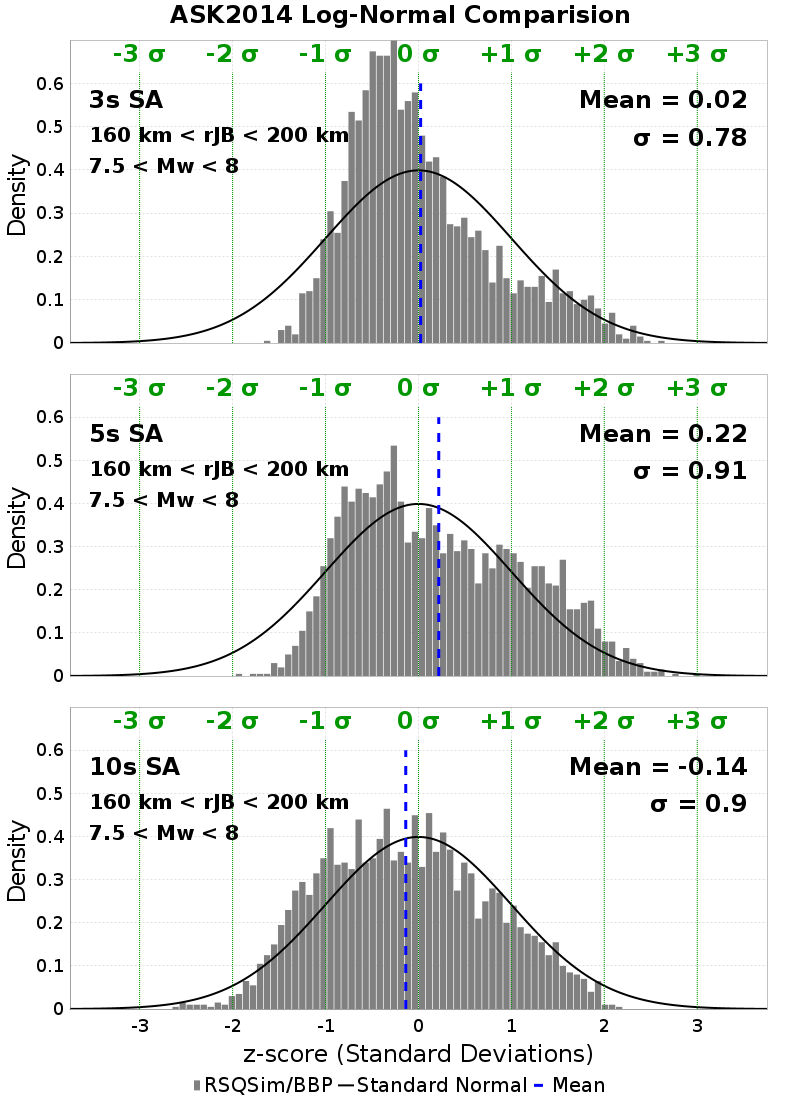 ASK2014 Log-Normal Comparision
-3 σ -2 σ -1 σ 0 σ +1 σ +2 σ +3 σ
3s SA
Mean = 0.02
160 km < rJB < 200 km
σ = 0.78
7.5 < Mw < 8
Density
0.6
0.5
0.4
0.3
0.2
0.1
0
-3 σ -2 σ -1 σ 0 σ +1 σ +2 σ +3 σ
5s SA
Mean = 0.22
160 km < rJB < 200 km
σ = 0.91
7.5 < Mw < 8
Density
0.6
0.5
0.4
0.3
0.2
0.1
0
-3 σ -2 σ -1 σ 0 σ +1 σ +2 σ +3 σ
10s SA
Mean = -0.14
160 km < rJB < 200 km
σ = 0.9
7.5 < Mw < 8
Density
0.6
0.5
0.4
0.3
0.2
0.1
0
-3 -2 -1 0 1 2 3
z-score (Standard Deviations)
RSQSim/BBP Standard Normal Mean